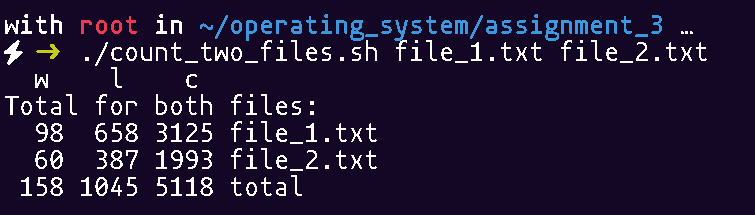 with root in ~/operating_system/assignment_3 …
⚡ → ./count_two_files.sh file_1.txt file_2.txt
  w    l    c
Total for both files:
  98  658 3125 file_1.txt
  60  387 1993 file_2.txt
 158 1045 5118 total